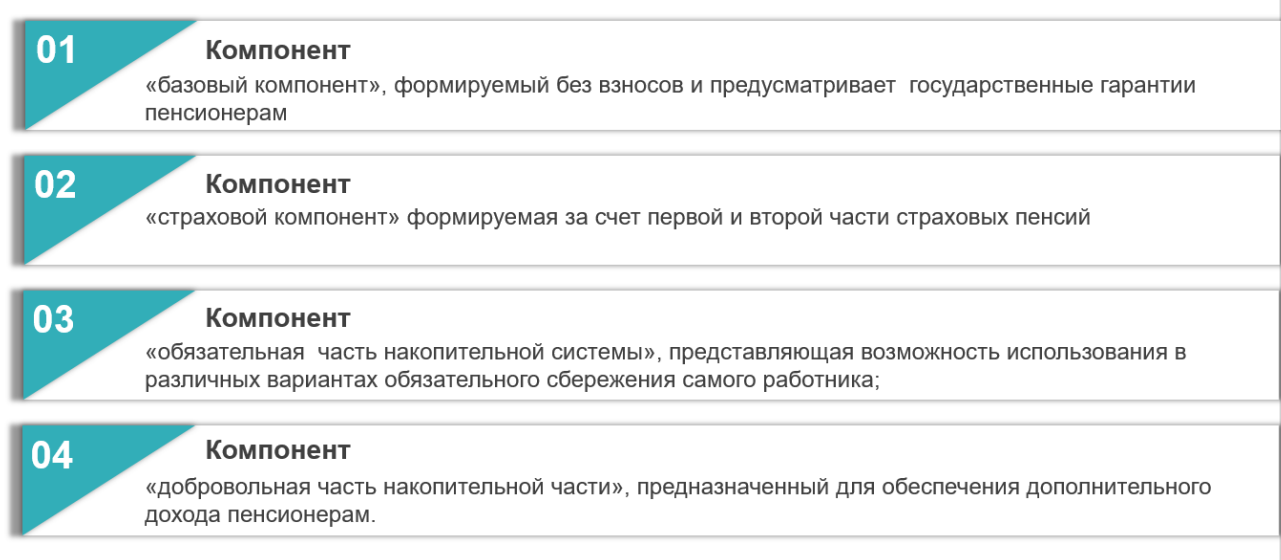 01
Компонент
«базовый компонент», формируемый без взносов и предусматривает  государственные гарантии
пенсионерам
02
Компонент
«страховой компонент» формируемая за счет первой и второй части страховых пенсий
03
Компонент
«обязательная  часть накопительной системы», представляющая возможность использования в
различных вариантах обязательного сбережения самого работника;
04
Компонент
«добровольная часть накопительной части», предназначенный для обеспечения дополнительного
дохода пенсионерам.